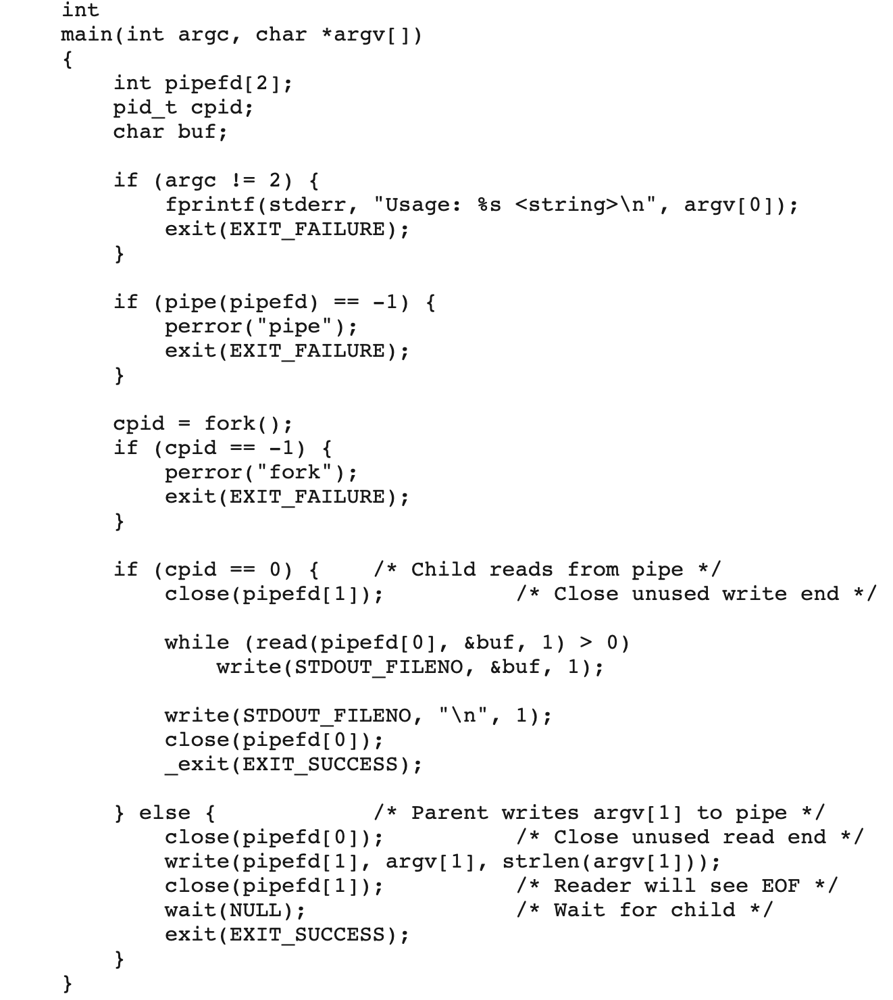 int
main(int argc, char *argv[])
{
    int pipefd[2];
    pid_t cpid;
    char buf;

    if (argc != 2) {
        fprintf(stderr, "Usage: %s <string>\n", argv[0]);
        exit(EXIT_FAILURE);
    }

    if (pipe(pipefd) == -1) {
        perror("pipe");
        exit(EXIT_FAILURE);
    }

    cpid = fork();
    if (cpid == -1) {
        perror("fork");
        exit(EXIT_FAILURE);
    }

    if (cpid == 0) {    /* Child reads from pipe */
        close(pipefd[1]);          /* Close unused write end */

        while (read(pipefd[0], &buf, 1) > 0)
            write(STDOUT_FILENO, &buf, 1);

        write(STDOUT_FILENO, "\n", 1);
        close(pipefd[0]);
        _exit(EXIT_SUCCESS);

    } else {            /* Parent writes argv[1] to pipe */
        close(pipefd[0]);          /* Close unused read end */
        write(pipefd[1], argv[1], strlen(argv[1]));
        close(pipefd[1]);          /* Reader will see EOF */
        wait(NULL);                /* Wait for child */
        exit(EXIT_SUCCESS);
    }
}